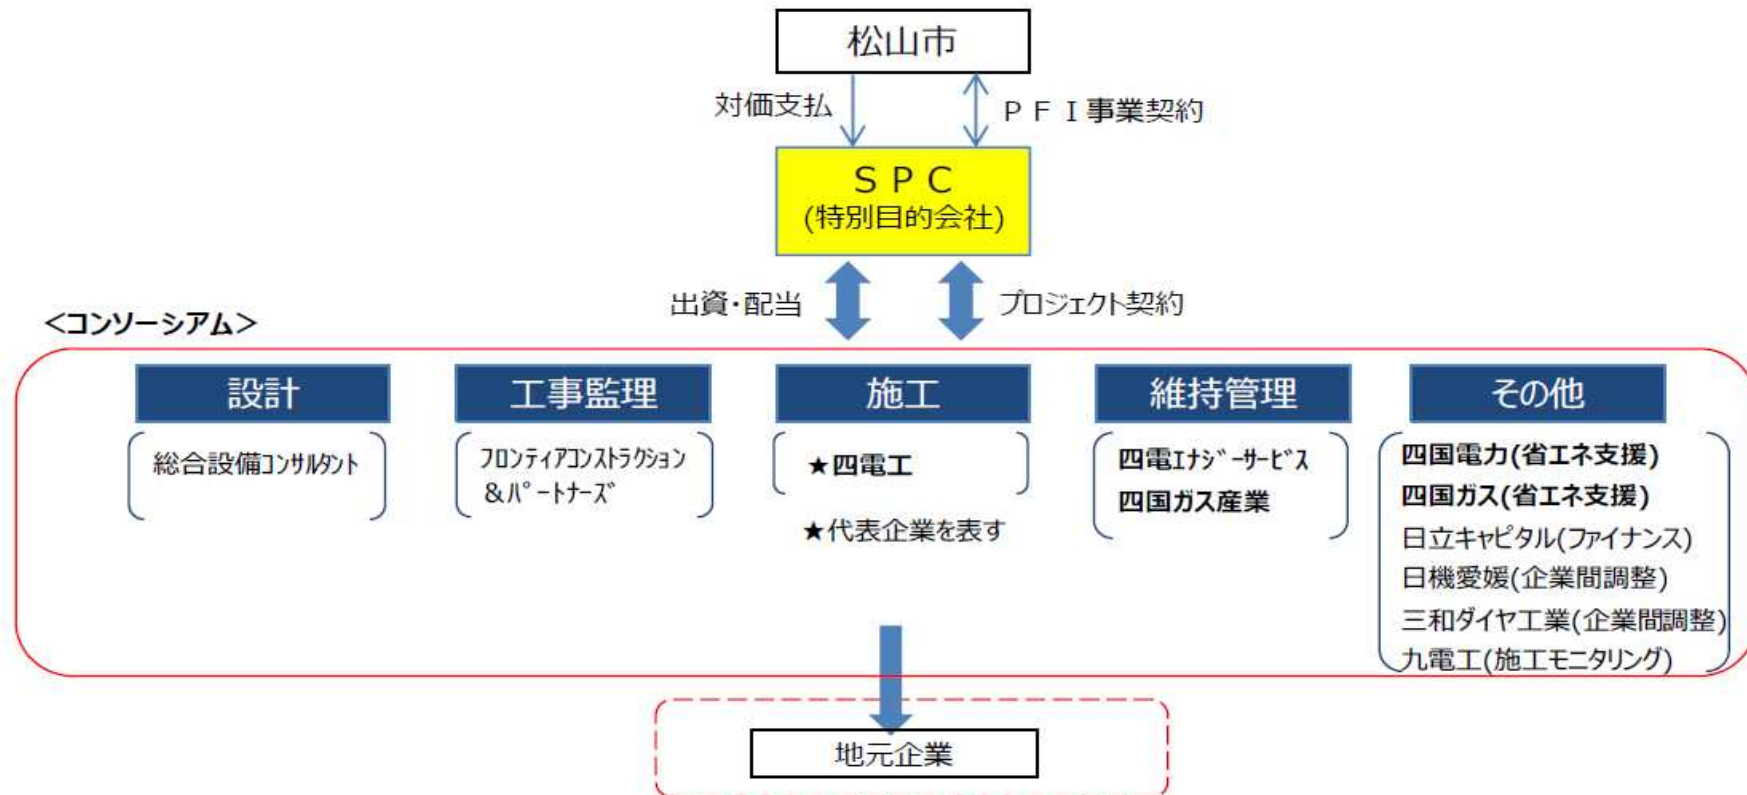 松山市
対価支払
ＰＦＩ事業契約
ＳＰＣ
(特別目的会社)
出資・配当
プロジェクト契約
＜コンソーシアム＞
設計
総合設備ｺﾝｻﾙﾀﾝﾄ
工事監理
ﾌﾛﾝﾃｨｱｺﾝｽﾄﾗｸｼｮﾝ
＆ﾊﾟｰﾄﾅｰｽﾞ
施工
★四電工
★代表企業を表す
維持管理
四電ｴﾅｼﾞｰｻｰﾋﾞｽ
四国ガス産業
その他
四国電力(省エネ支援)
四国ガス(省エネ支援)
日立キャピタル(ファイナンス)
日機愛媛(企業間調整)
三和ダイヤ工業(企業間調整)
九電工(施工モニタリング)
地元企業